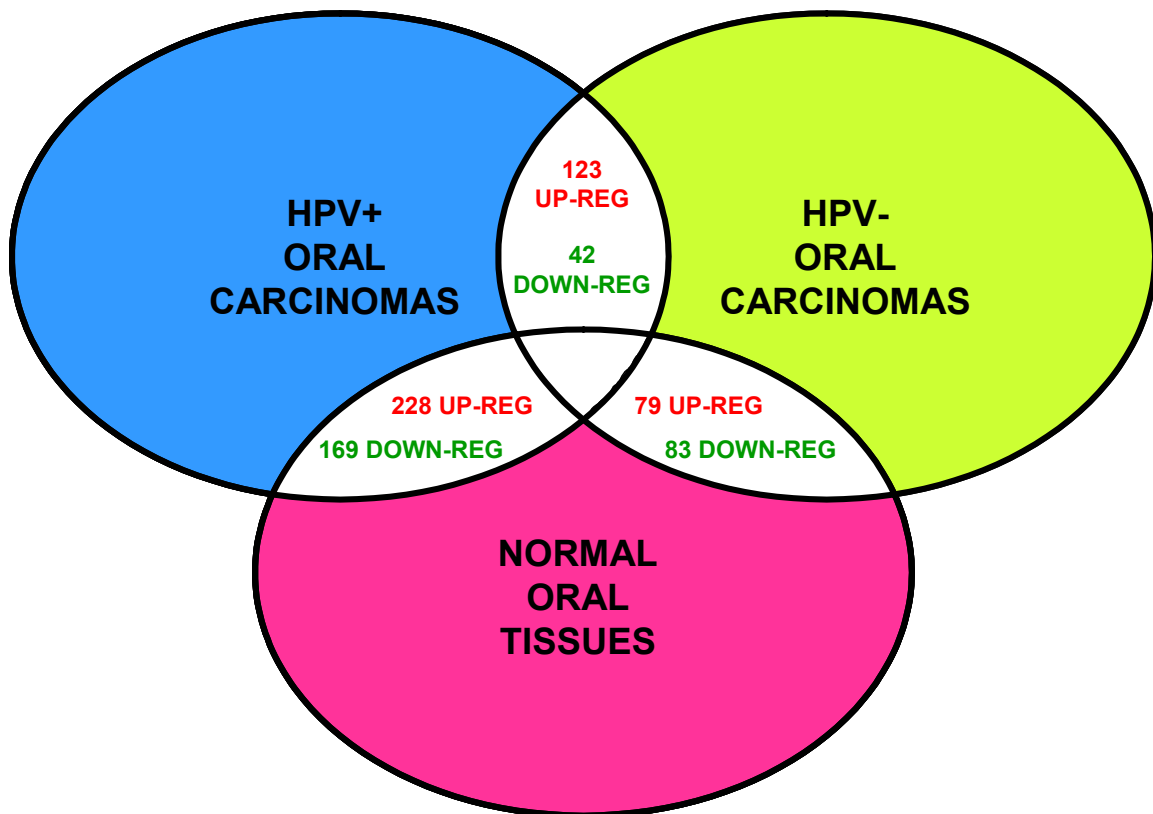 123
UP-REG
42
DOWN-REG
HPV+
ORAL
CARCINOMAS
HPV-
ORAL
CARCINOMAS
228 UP-REG
169 DOWN-REG
79 UP-REG
83 DOWN-REG
NORMAL
ORAL
TISSUES